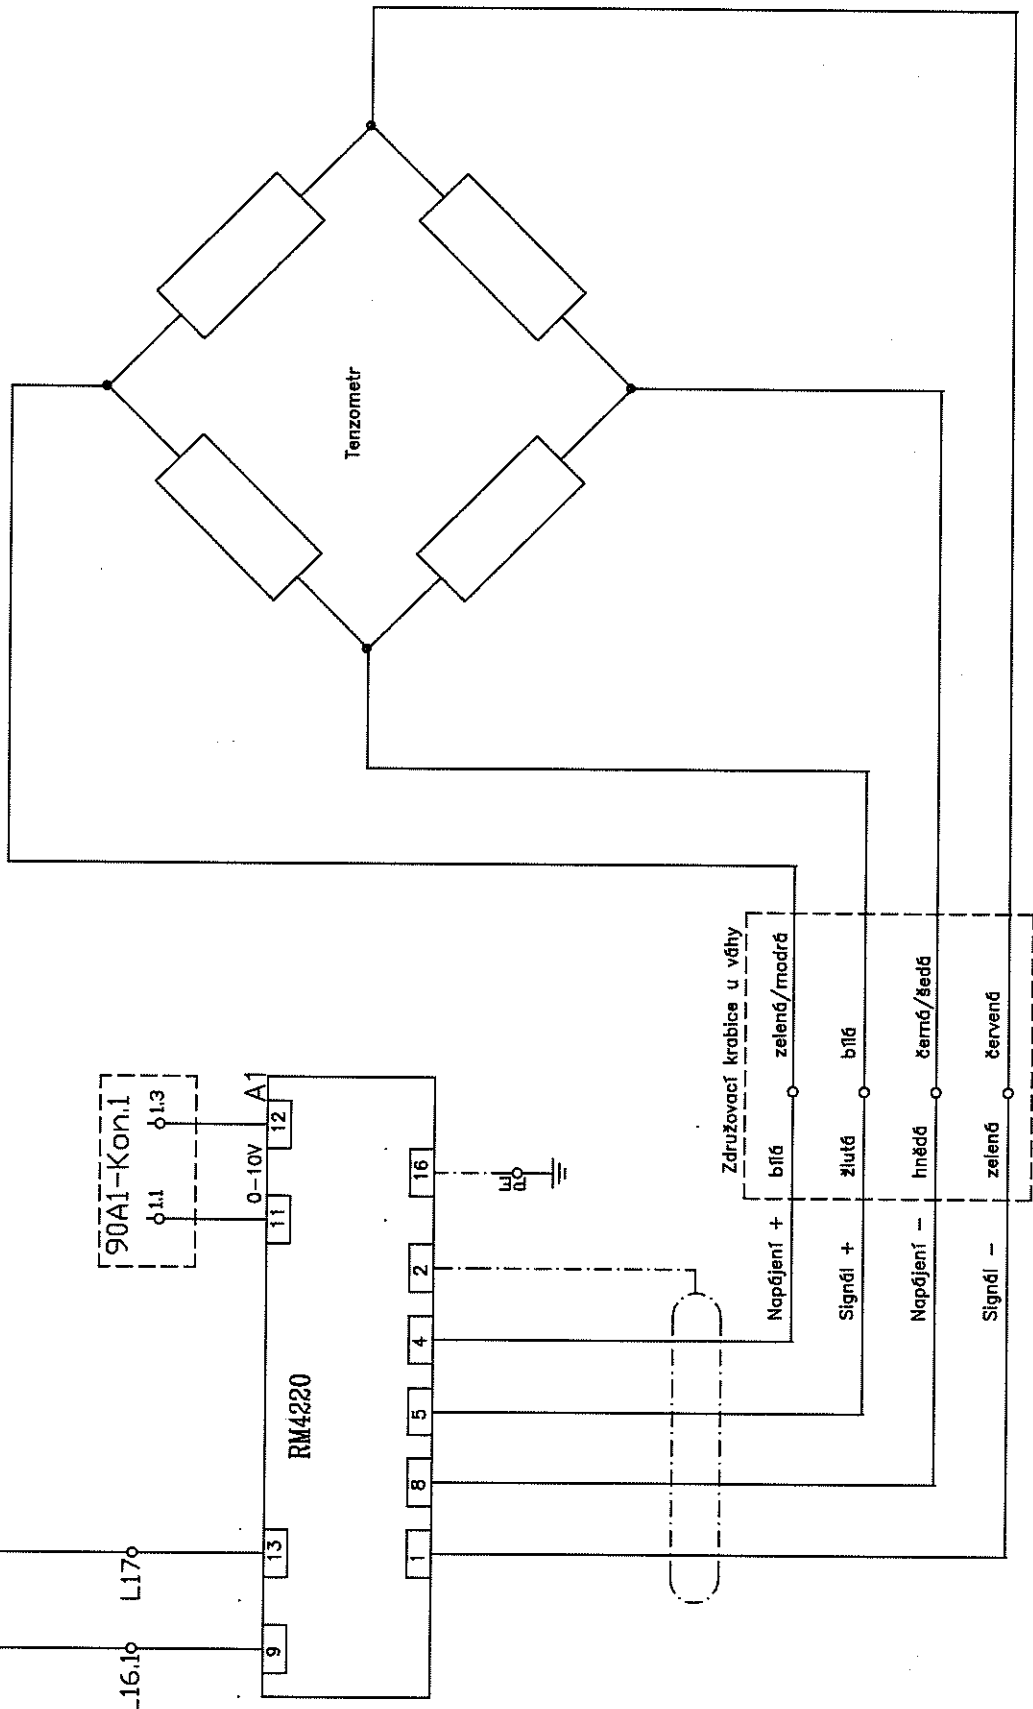 Tenzometr
90A1-Kon.1
1.1
1.3
11
0-10V
12
A1
L17
13
16.1
9
RM4220
1
8
5
4
2
16
PE
Združovací krabice u váhy
Napájení +
bílá
zelená/modrá
Signál +
žlutá
bílá
Napájení -
hnědá
černá/šedá
Signál -
zelená
červená